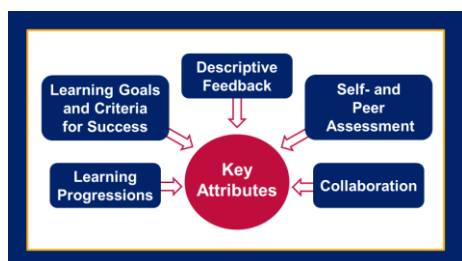 Descriptive
Feedback
Learning Goals
and Criteria
for Success
Self- and
Peer
Assessment
Key
Attributes
Learning
Progressions
Collaboration